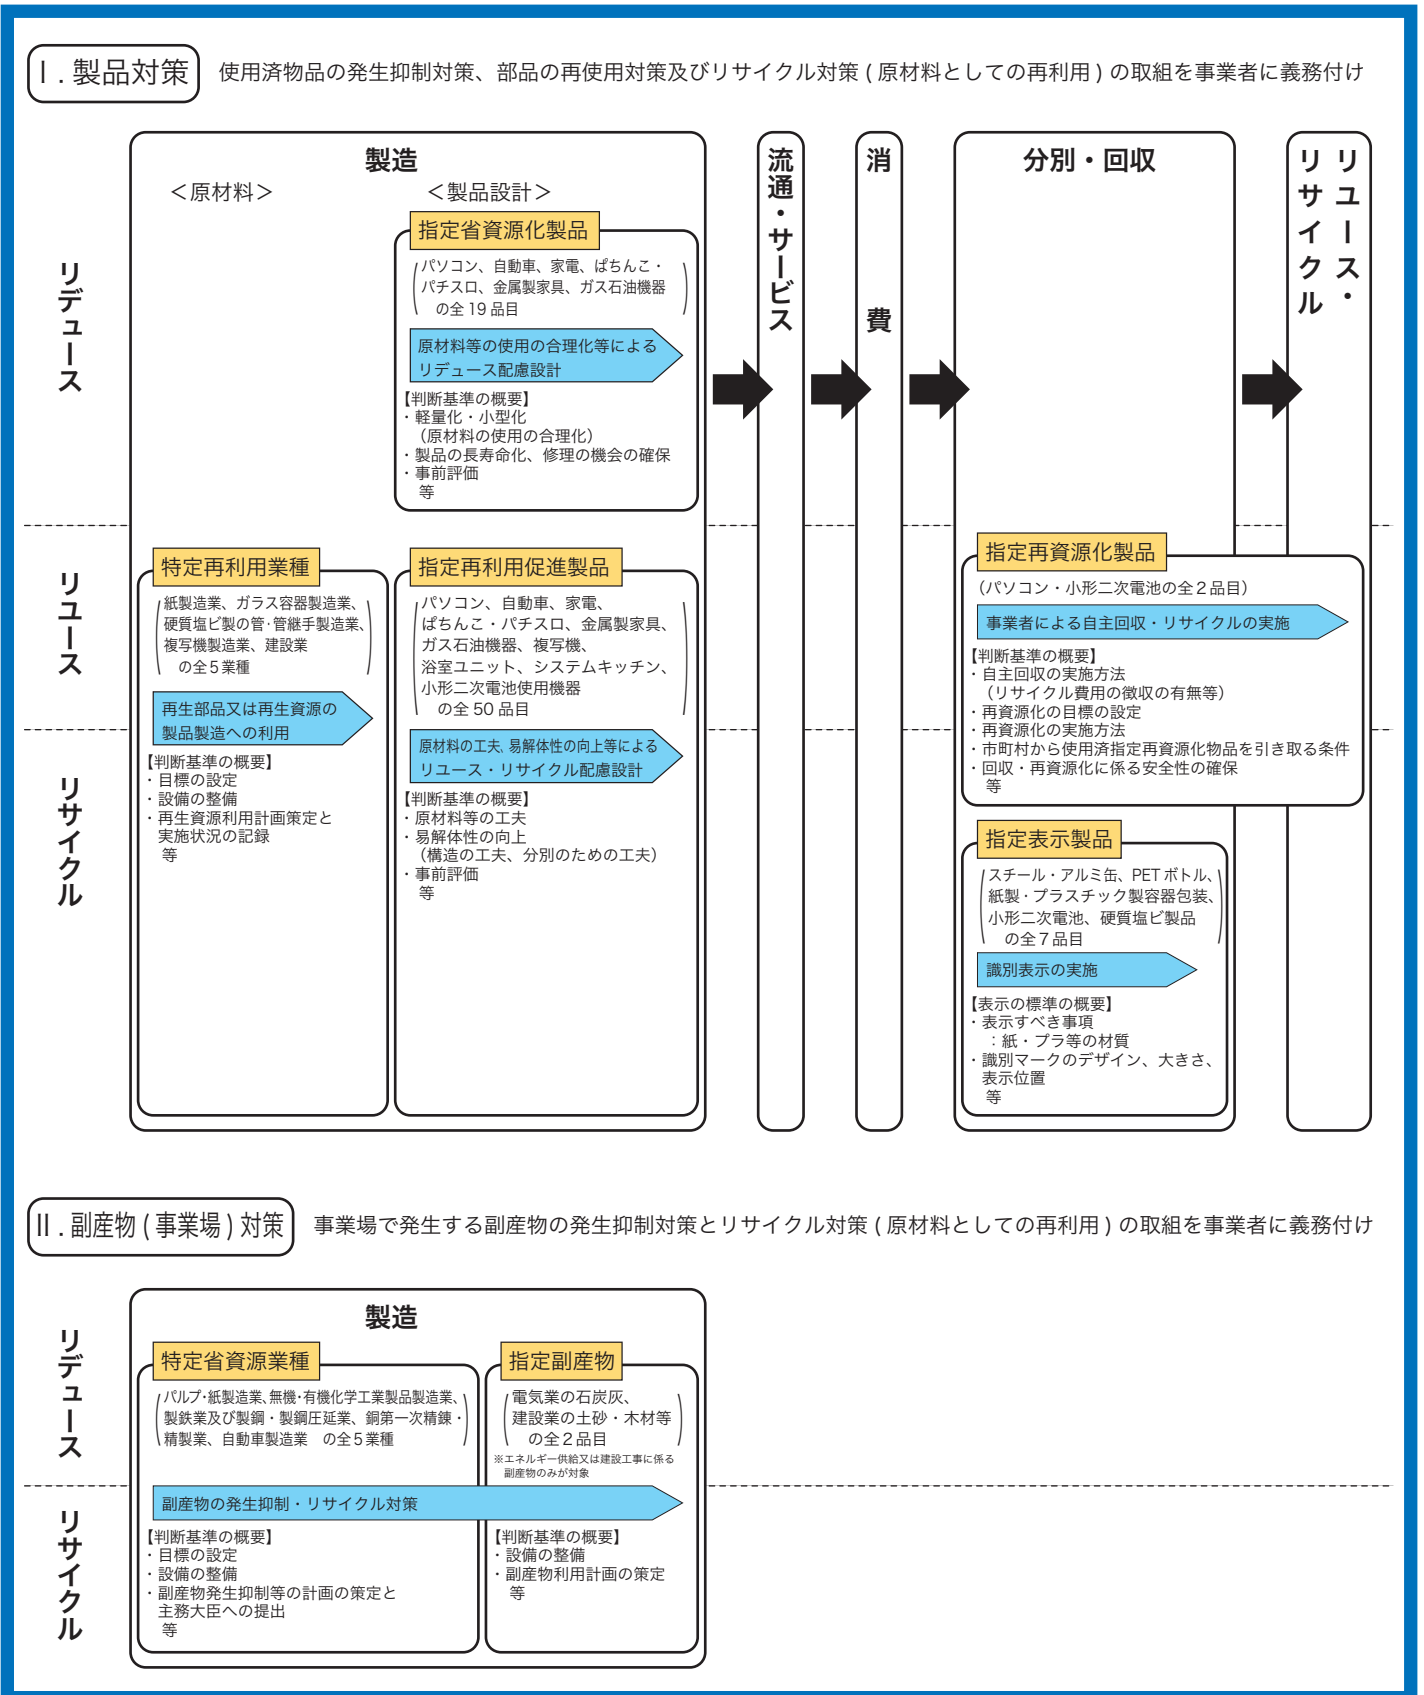 Ⅰ. 製品対策
使用済物品の発生抑制対策、部品の再使用対策及びリサイクル対策 ( 原材料としての再利用 ) の取組を事業者に義務付け
製造
＜原材料＞
＜製品設計＞
流通・サービス
消費
分別・回収
リユース・
リサイクル
リデュース
指定省資源化製品
パソコン、自動車、家電、ぱちんこ・
パチスロ、金属製家具、ガス石油機器
の全 19 品目
原材料等の使用の合理化等による
リデュース配慮設計
【判断基準の概要】
・軽量化・小型化
（原材料の使用の合理化）
・製品の長寿命化、修理の機会の確保
・事前評価
等
リユース
リサイクル
特定再利用業種
紙製造業、ガラス容器製造業、
硬質塩ビ製の管・管継手製造業、
複写機製造業、建設業
の全５業種
再生部品又は再生資源の
製品製造への利用
【判断基準の概要】
・目標の設定
・設備の整備
・再生資源利用計画策定と
実施状況の記録
等
指定再利用促進製品
パソコン、自動車、家電、
ぱちんこ・パチスロ、金属製家具、
ガス石油機器、複写機、
浴室ユニット、システムキッチン、
小形二次電池使用機器
の全 50 品目
原材料の工夫、易解体性の向上等による
リユース・リサイクル配慮設計
【判断基準の概要】
・原材料等の工夫
・易解体性の向上
（構造の工夫、分別のための工夫）
・事前評価
等
指定再資源化製品
（パソコン・小形二次電池の全２品目）
事業者による自主回収・リサイクルの実施
【判断基準の概要】
・自主回収の実施方法
（リサイクル費用の徴収の有無等）
・再資源化の目標の設定
・再資源化の実施方法
・市町村から使用済指定再資源化物品を引き取る条件
・回収・再資源化に係る安全性の確保
等
指定表示製品
スチール・アルミ缶、PET ボトル、
紙製・プラスチック製容器包装、
小形二次電池、硬質塩ビ製品
の全７品目
識別表示の実施
【表示の標準の概要】
・表示すべき事項
：紙・プラ等の材質
・識別マークのデザイン、大きさ、
表示位置
等
Ⅱ. 副産物 ( 事業場 ) 対策
事業場で発生する副産物の発生抑制対策とリサイクル対策 ( 原材料としての再利用 ) の取組を事業者に義務付け
製造
リデュース
リサイクル
特定省資源業種
パルプ・紙製造業、無機・有機化学工業製品製造業、
製鉄業及び製鋼・製鋼圧延業、銅第一次精錬・
精製業、自動車製造業　の全５業種
指定副産物
電気業の石炭灰、
建設業の土砂・木材等
の全２品目
※エネルギー供給又は建設工事に係る
副産物のみが対象
副産物の発生抑制・リサイクル対策
【判断基準の概要】
・目標の設定
・設備の整備
・副産物発生抑制等の計画の策定と
主務大臣への提出
等
【判断基準の概要】
・設備の整備
・副産物利用計画の策定
等